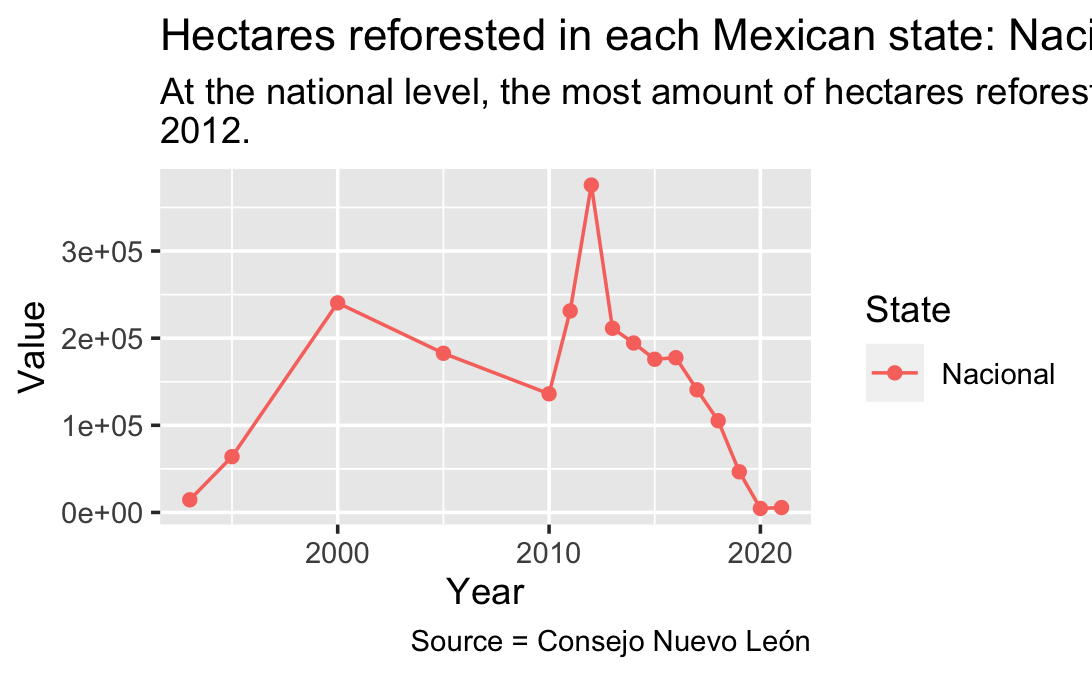 Hectares reforested in each Mexican state: Naci
At the national level, the most amount of hectares reforest
2012.
3e+05
2e+05
1e+05
0e+00
Value
2000 2010 2020
Year
State
Nacional
Source = Consejo Nuevo León